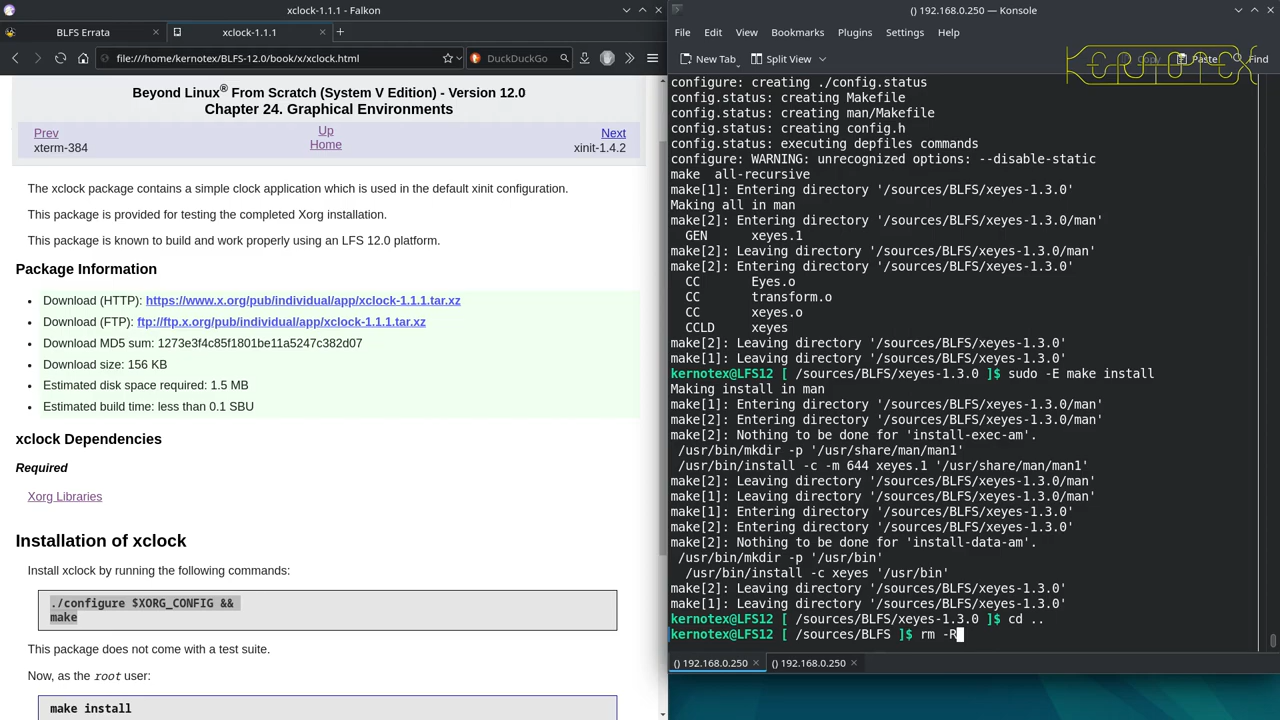 xclock-1.1.1 — Falkon
BLFS Errata
xclock-1.1.1
file:///home/kernotex/BLFS-12.0/book/x/xclock.html
DuckDuckGo
Beyond Linux® From Scratch (System V Edition) - Version 12.0
Chapter 24. Graphical Environments
Prev
Up
Next
xterm-384
Home
xinit-1.4.2
The xclock package contains a simple clock application which is used in the default xinit configuration.
This package is provided for testing the completed Xorg installation.
This package is known to build and work properly using an LFS 12.0 platform.
Package Information
• Download (HTTP): https://www.x.org/pub/individual/app/xclock-1.1.1.tar.xz
• Download (FTP): ftp://ftp.x.org/pub/individual/app/xclock-1.1.1.tar.xz
• Download MD5 sum: 1273e3f4c85f1801be11a5247c382d07
• Download size: 156 KB
• Estimated disk space required: 1.5 MB
• Estimated build time: less than 0.1 SBU
xclock Dependencies
Required
Xorg Libraries
Installation of xclock
Install xclock by running the following commands:
./configure $XORG_CONFIG &&
make
This package does not come with a test suite.
Now, as the root user:
make install
() 192.168.0.250 — Konsole
File Edit View Bookmarks Plugins Settings Help
New Tab Split View Copy Paste Find
KERNOTEX
configure: creating ./config.status
config.status: creating Makefile
config.status: creating man/Makefile
config.status: creating config.h
config.status: executing depfiles commands
configure: WARNING: unrecognized options: --disable-static
make  all-recursive
make[1]: Entering directory '/sources/BLFS/xeyes-1.3.0'
Making all in man
make[2]: Entering directory '/sources/BLFS/xeyes-1.3.0/man'
GEN xeyes.1
make[2]: Leaving directory '/sources/BLFS/xeyes-1.3.0/man'
make[2]: Entering directory '/sources/BLFS/xeyes-1.3.0'
CC Eyes.o
CC transform.o
CC xeyes.o
CCLD xeyes
make[2]: Leaving directory '/sources/BLFS/xeyes-1.3.0'
make[1]: Leaving directory '/sources/BLFS/xeyes-1.3.0'
kernotex@LFS12 [ /sources/BLFS/xeyes-1.3.0 ]$ sudo -E make install
Making install in man
make[1]: Entering directory '/sources/BLFS/xeyes-1.3.0/man'
make[2]: Entering directory '/sources/BLFS/xeyes-1.3.0/man'
make[2]: Nothing to be done for 'install-exec-am'.
/usr/bin/mkdir -p '/usr/share/man/man1'
/usr/bin/install -c -m 644 xeyes.1 '/usr/share/man/man1'
make[2]: Leaving directory '/sources/BLFS/xeyes-1.3.0/man'
make[1]: Leaving directory '/sources/BLFS/xeyes-1.3.0/man'
make[1]: Entering directory '/sources/BLFS/xeyes-1.3.0'
make[2]: Entering directory '/sources/BLFS/xeyes-1.3.0'
make[2]: Nothing to be done for 'install-data-am'.
/usr/bin/mkdir -p '/usr/bin'
/usr/bin/install -c xeyes '/usr/bin'
make[2]: Leaving directory '/sources/BLFS/xeyes-1.3.0'
make[1]: Leaving directory '/sources/BLFS/xeyes-1.3.0'
kernotex@LFS12 [ /sources/BLFS/xeyes-1.3.0 ]$ cd ..
kernotex@LFS12 [ /sources/BLFS ]$ rm -R
() 192.168.0.250
() 192.168.0.250